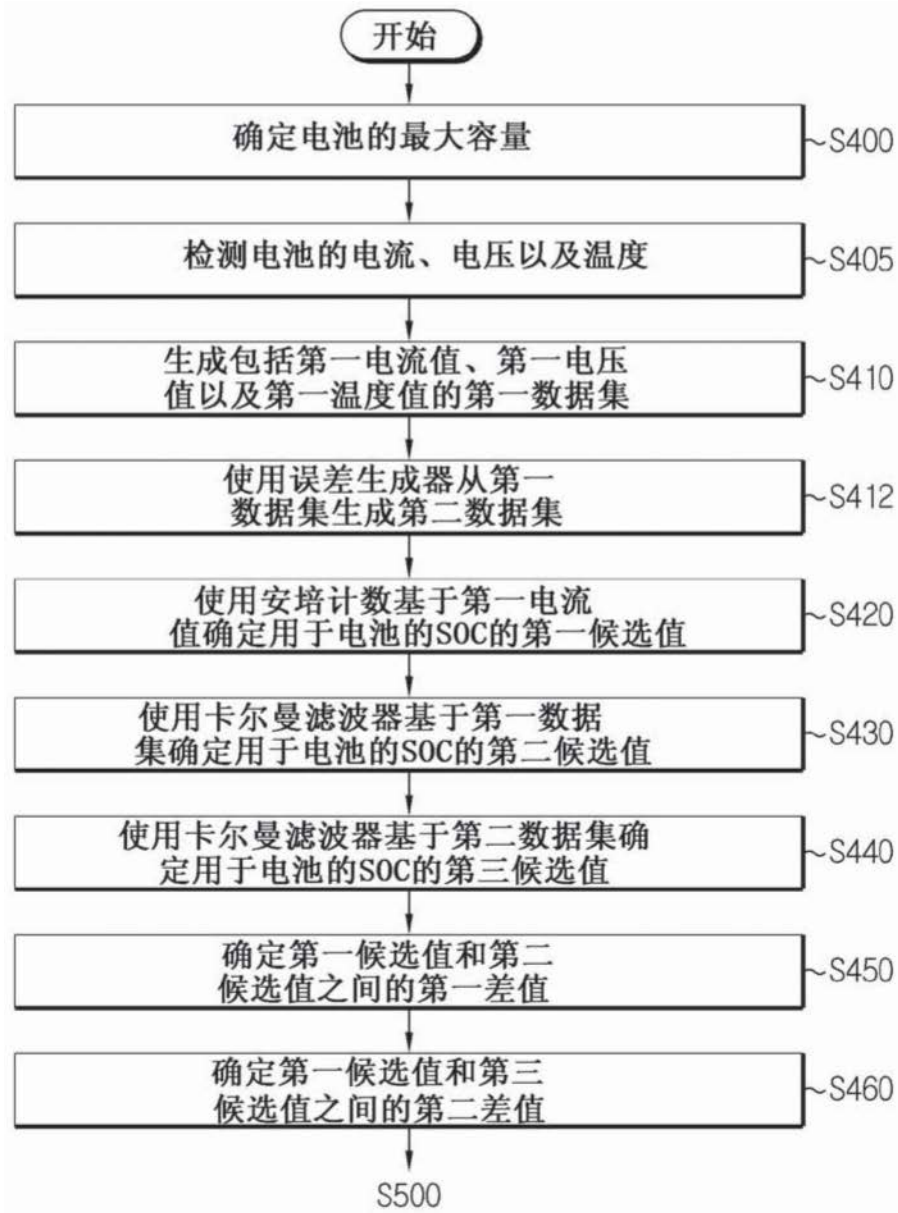 开始
确定电池的最大容量
~S400
检测电池的电流、电压以及温度
~S405
生成包括第一电流值、第一电压
值以及第一温度值的第一数据集
~S410
使用误差生成器从第一
数据集生成第二数据集
~S412
使用安培计数基于第一电流
值确定用于电池的SOC的第一候选值
~S420
使用卡尔曼滤波器基于第一数据
集确定用于电池的SOC的第二候选值
~S430
使用卡尔曼滤波器基于第二数据集确
定用于电池的SOC的第三候选值
~S440
确定第一候选值和第二
候选值之间的第一差值
~S450
确定第一候选值和第三
候选值之间的第二差值
~S460
S500